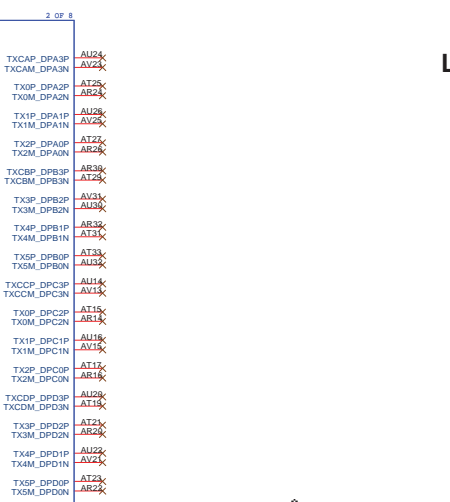 2 OF 8
L
TXCAP_DPA3P AU24
TXCAM_DPA3N AV23
TX0P_DPA2P AT25
TX0M_DPA2N AR24
TX1P_DPA1P AU26
TX1M_DPA1N AV25
TX2P_DPA0P AT27
TX2M_DPA0N AR26
TXCBP_DPB3P AR30
TXCBM_DPB3N AT29
TX3P_DPB2P AV31
TX3M_DPB2N AU30
TX4P_DPB1P AR32
TX4M_DPB1N AT31
TX5P_DPB0P AT33
TX5M_DPB0N AU32
TXCCP_DPC3P AU14
TXCCM_DPC3N AV13
TX0P_DPC2P AT15
TX0M_DPC2N AR14
TX1P_DPC1P AU16
TX1M_DPC1N AV15
TX2P_DPC0P AT17
TX2M_DPC0N AR16
TXCDP_DPD3P AU20
TXCDM_DPD3N AT19
TX3P_DPD2P AT21
TX3M_DPD2N AR20
TX4P_DPD1P AU22
TX4M_DPD1N AV21
TX5P_DPD0P AT23
TX5M_DPD0N AR22